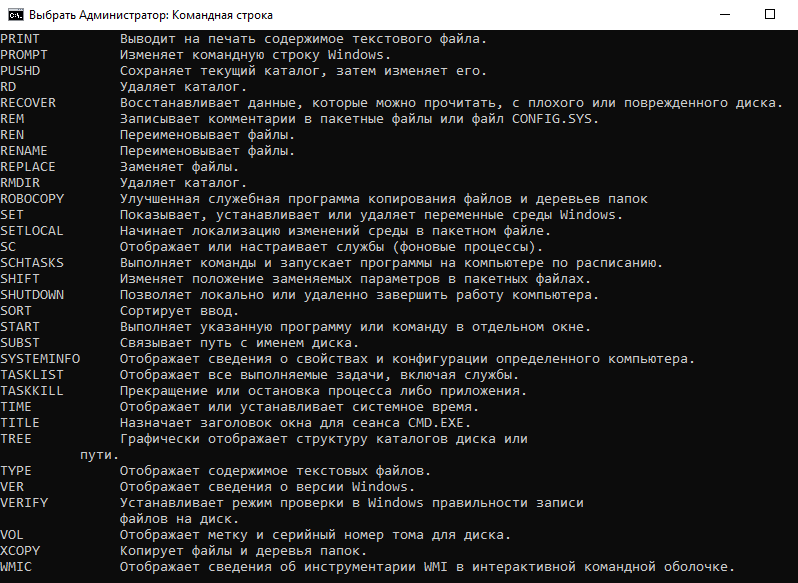 Выбрать Администратор: Командная строка
PRINT Выводит на печать содержимое текстового файла.
PROMPT Изменяет командную строку Windows.
PUSHD Сохраняет текущий каталог, затем изменяет его.
RD Удаляет каталог.
RECOVER Восстанавливает данные, которые можно прочитать, с плохого или поврежденного диска.
REM Записывает комментарии в пакетные файлы или файл CONFIG.SYS.
REN Переименовывает файлы.
RENAME Переименовывает файлы.
REPLACE Заменяет файлы.
RMDIR Удаляет каталог.
ROBOCOPY Улучшенная служебная программа копирования файлов и деревьев папок
SET Показывает, устанавливает или удаляет переменные среды Windows.
SETLOCAL Начинает локализацию изменений среды в пакетном файле.
SC Отображает или настраивает службы (фоновые процессы).
SCHTASKS Выполняет команды и запускает программы на компьютере по расписанию.
SHIFT Изменяет положение заменяемых параметров в пакетных файлах.
SHUTDOWN Позволяет локально или удаленно завершить работу компьютера.
SORT Сортирует ввод.
START Выполняет указанную программу или команду в отдельном окне.
SUBST Связывает путь с именем диска.
SYSTEMINFO Отображает сведения о свойствах и конфигурации определенного компьютера.
TASKLIST Отображает все выполняемые задачи, включая службы.
TASKKILL Прекращение или остановка процесса либо приложения.
TIME Отображает или устанавливает системное время.
TITLE Назначает заголовок окна для сеанса CMD.EXE.
TREE Графически отображает структуру каталогов диска или
пути.
TYPE Отображает содержимое текстовых файлов.
VER Отображает сведения о версии Windows.
VERIFY Устанавливает режим проверки в Windows правильности записи
файлов на диск.
VOL Отображает метку и серийный номер тома для диска.
XCOPY Копирует файлы и деревья папок.
WMIC Отображает сведения об инструментарии WMI в интерактивной командной оболочке.